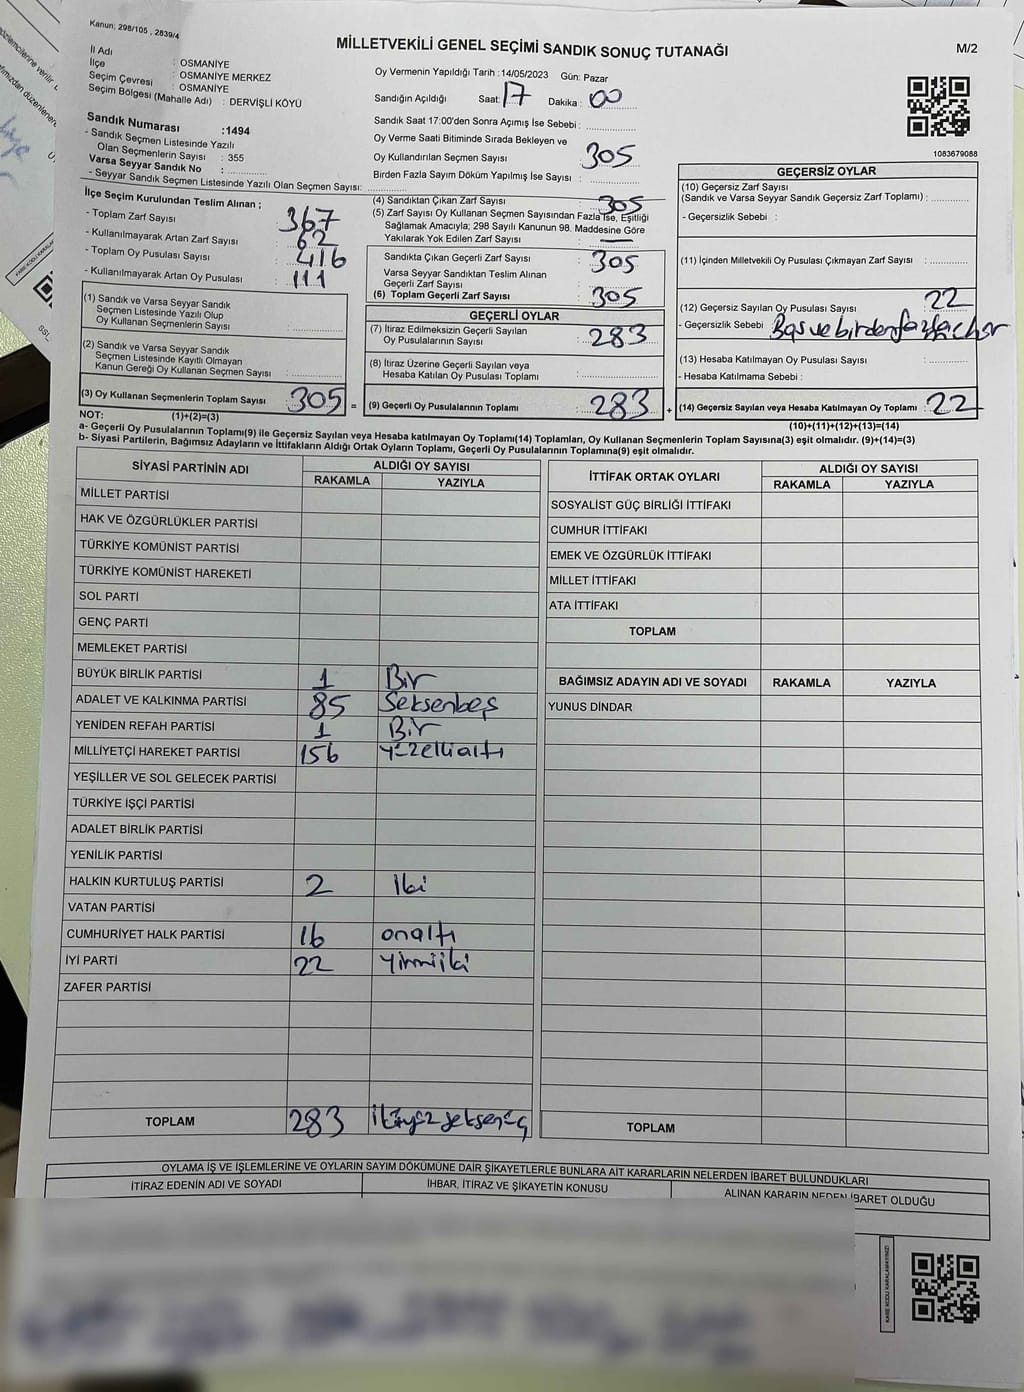 Kanun; 298/105 , 2839/4
MİLLETVEKİLİ GENEL SEÇİMİ SANDIK SONUÇ TUTANAĞI
M/2
İl Adı : OSMANİYE
İlçe : OSMANİYE MERKEZ
Seçim Çevresi : OSMANİYE
Seçim Bölgesi (Mahalle Adı) : DERVİŞLİ KÖYÜ
Sandık Numarası :1494
- Sandık Seçmen Listesinde Yazılı
Olan Seçmenlerin Sayısı : 355
Varsa Seyyar Sandık No :
- Seyyar Sandık Seçmen Listesinde Yazılı Olan Seçmen Sayısı:
Oy Vermenin Yapıldığı Tarih :14/05/2023 Gün: Pazar
Sandığın Açıldığı Saat: 17 Dakika : 00
Sandık Saat 17:00'den Sonra Açımış İse Sebebi :
Oy Verme Saati Bitiminde Sırada Bekleyen ve
Oy Kullandırılan Seçmen Sayısı : 305
Birden Fazla Sayım Döküm Yapılmış İse Sayısı :
1083679088
İlçe Seçim Kurulundan Teslim Alınan ;
- Toplam Zarf Sayısı : 367
- Kullanılmayarak Artan Zarf Sayısı : 62
- Toplam Oy Pusulası Sayısı : 416
- Kullanılmayarak Artan Oy Pusulası : 111
(1) Sandık ve Varsa Seyyar Sandık
Seçmen Listesinde Yazılı Olup
Oy Kullanan Seçmenlerin Sayısı :
(2) Sandık ve Varsa Seyyar Sandık
Seçmen Listesinde Kayıtlı Olmayan
Kanun Gereği Oy Kullanan Seçmen Sayısı :
(3) Oy Kullanan Seçmenlerin Toplam Sayısı : 305 =
(4) Sandıktan Çıkan Zarf Sayısı : 305
(5) Zarf Sayısı Oy Kullanan Seçmen Sayısından Fazla İse, Eşitliği
Sağlamak Amacıyla; 298 Sayılı Kanunun 98. Maddesine Göre
Yakılarak Yok Edilen Zarf Sayısı :
Sandıkta Çıkan Geçerli Zarf Sayısı : 305
Varsa Seyyar Sandıktan Teslim Alınan
Geçerli Zarf Sayısı :
(6) Toplam Geçerli Zarf Sayısı : 305
GEÇERLİ OYLAR
(7) İtiraz Edilmeksizin Geçerli Sayılan
Oy Pusulalarının Sayısı : 283
(8) İtiraz Üzerine Geçerli Sayılan veya
Hesaba Katılan Oy Pusulası Toplamı :
(9) Geçerli Oy Pusulalarının Toplamı : 283 +
GEÇERSİZ OYLAR
(10) Geçersiz Zarf Sayısı
(Sandık ve Varsa Seyyar Sandık Geçersiz Zarf Toplamı) :
- Geçersizlik Sebebi :
(11) İçinden Milletvekili Oy Pusulası Çıkmayan Zarf Sayısı :
(12) Geçersiz Sayılan Oy Pusulası Sayısı : 22
- Geçersizlik Sebebi : Boş ve birden fazla
(13) Hesaba Katılmayan Oy Pusulası Sayısı :
- Hesaba Katılmama Sebebi :
(14) Geçersiz Sayılan veya Hesaba Katılmayan Oy Toplamı : 22
NOT: (1)+(2)=(3) (10)+(11)+(12)+(13)=(14)
a- Geçerli Oy Pusulalarının Toplamı(9) ile Geçersiz Sayılan veya Hesaba katılmayan Oy Toplamı(14) Toplamları, Oy Kullanan Seçmenlerin Toplam Sayısına(3) eşit olmalıdır. (9)+(14)=(3)
b- Siyasi Partilerin, Bağımsız Adayların ve İttifakların Aldığı Ortak Oyların Toplamı, Geçerli Oy Pusulalarının Toplamına(9) eşit olmalıdır.
SİYASİ PARTİNİN ADI ALDIĞI OY SAYISI
RAKAMLA YAZIYLA
MİLLET PARTİSİ
HAK VE ÖZGÜRLÜKLER PARTİSİ
TÜRKİYE KOMÜNİST PARTİSİ
TÜRKİYE KOMÜNİST HAREKETİ
SOL PARTİ
GENÇ PARTİ
MEMLEKET PARTİSİ
BÜYÜK BİRLİK PARTİSİ 1 Bir
ADALET VE KALKINMA PARTİSİ 85 Seksenbeş
YENİDEN REFAH PARTİSİ 1 Bir
MİLLİYETÇİ HAREKET PARTİSİ 156 yüzellialtı
YEŞİLLER VE SOL GELECEK PARTİSİ
TÜRKİYE İŞÇİ PARTİSİ
ADALET BİRLİK PARTİSİ
YENİLİK PARTİSİ
HALKIN KURTULUŞ PARTİSİ 2 iki
VATAN PARTİSİ
CUMHURİYET HALK PARTİSİ 16 onaltı
İYİ PARTİ 22 yirmiiki
ZAFER PARTİSİ
TOPLAM 283 ikiyüzseksenüç
İTTİFAK ORTAK OYLARI ALDIĞI OY SAYISI
RAKAMLA YAZIYLA
SOSYALİST GÜÇ BİRLİĞİ İTTİFAKI
CUMHUR İTTİFAKI
EMEK VE ÖZGÜRLÜK İTTİFAKI
MİLLET İTTİFAKI
ATA İTTİFAKI
TOPLAM
BAĞIMSIZ ADAYIN ADI VE SOYADI RAKAMLA YAZIYLA
YUNUS DİNDAR
TOPLAM
OYLAMA İŞ VE İŞLEMLERİNE VE OYLARIN SAYIM DÖKÜMÜNE DAİR ŞİKAYETLERLE BUNLARA AİT KARARLARIN NELERDEN İBARET BULUNDUKLARI
İTİRAZ EDENİN ADI VE SOYADI İHBAR, İTİRAZ VE ŞİKAYETİN KONUSU ALINAN KARARIN NEDEN İBARET OLDUĞU
KARE KODU KARALAMAYINIZ!